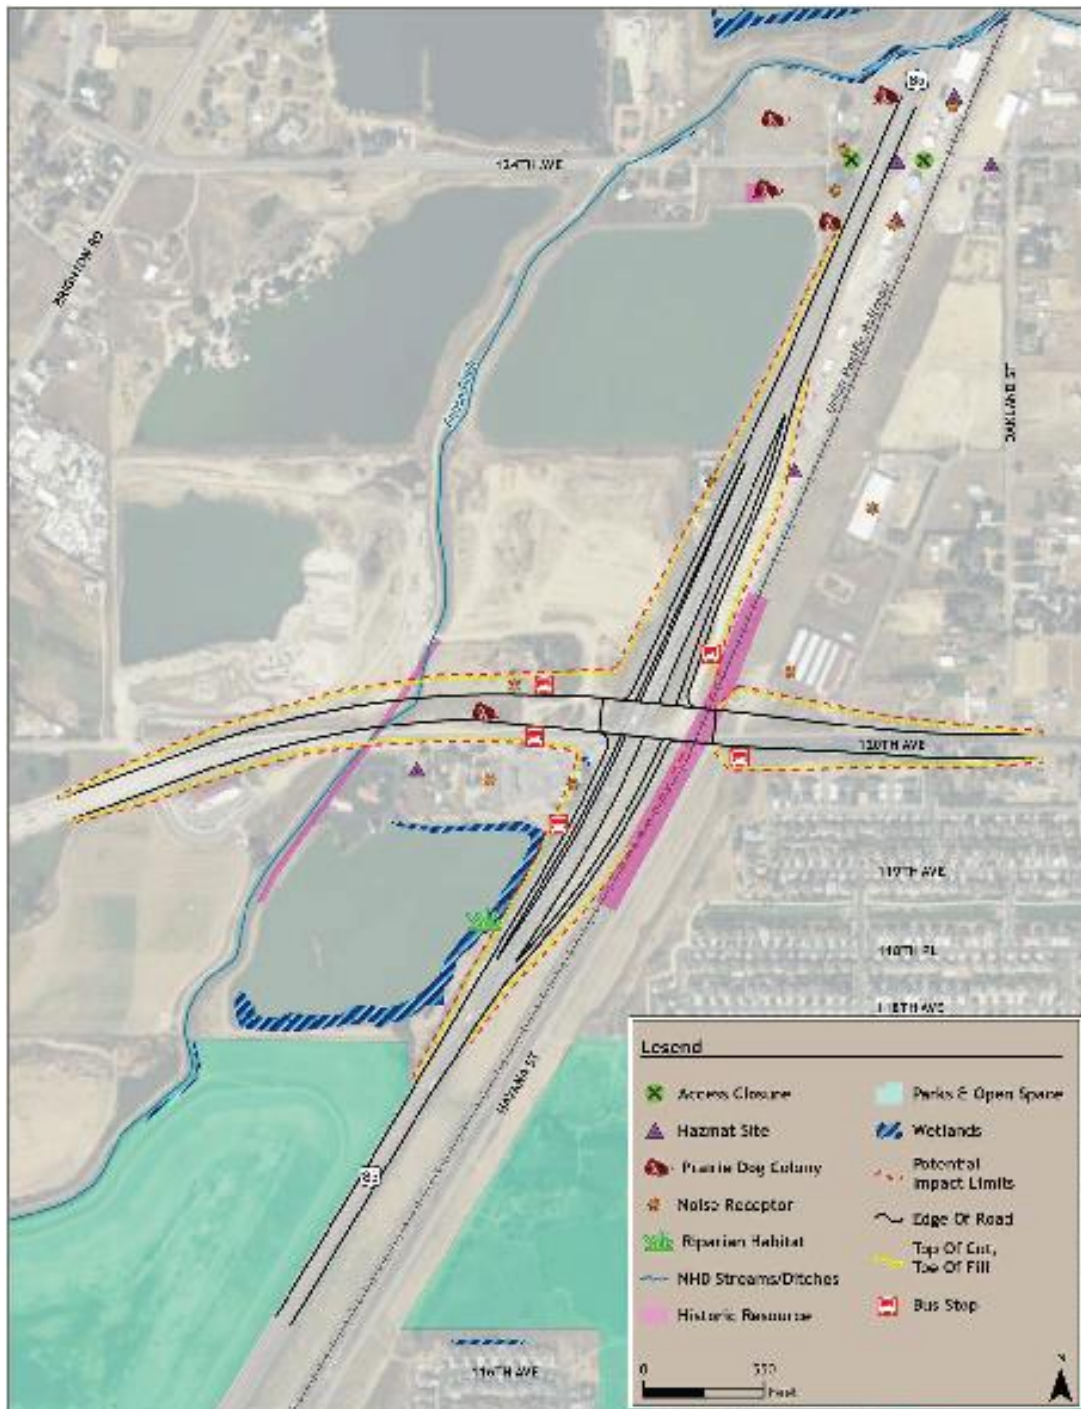 85
124TH AVE
BRIGHTON RD
Union Pacific Railroad
OAKLAND ST
120TH AVE
119TH AVE
118TH PL
118TH AVE
HAVANA ST
85
116TH AVE
Legend
Access Closure
Hazmat Site
Prairie Dog Colony
Noise Receptor
Riparian Habitat
NHD Streams/Ditches
Historic Resource
Parks & Open Space
Wetlands
Potential
Impact Limits
Edge Of Road
Top Of Cut,
Toe Of Fill
Bus Stop
0 550
Feet
N